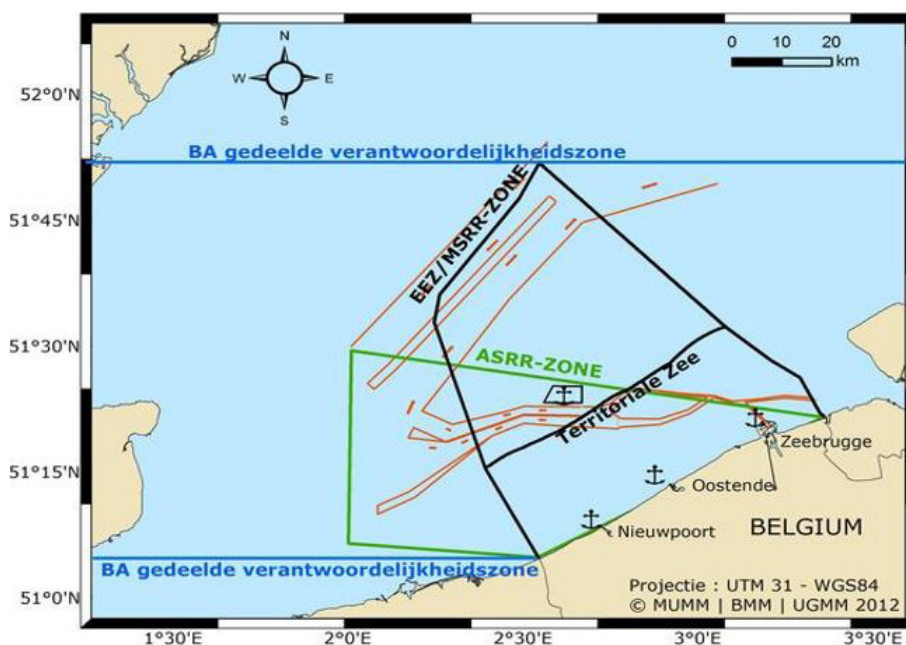 N
W E
S
0 10 20
km
52°0'N
BA gedeelde verantwoordelijkheidszone
51°45'N
EEZ/MSRR-ZONE
51°30'N
ASRR-ZONE
Territoriale Zee
Zeebrugge
51°15'N
Oostende
Nieuwpoort
BELGIUM
BA gedeelde verantwoordelijkheidszone
Projectie : UTM 31 - WGS84
51°0'N
© MUMM | BMM | UGMM 2012
1°30'E 2°0'E 2°30'E 3°0'E 3°30'E